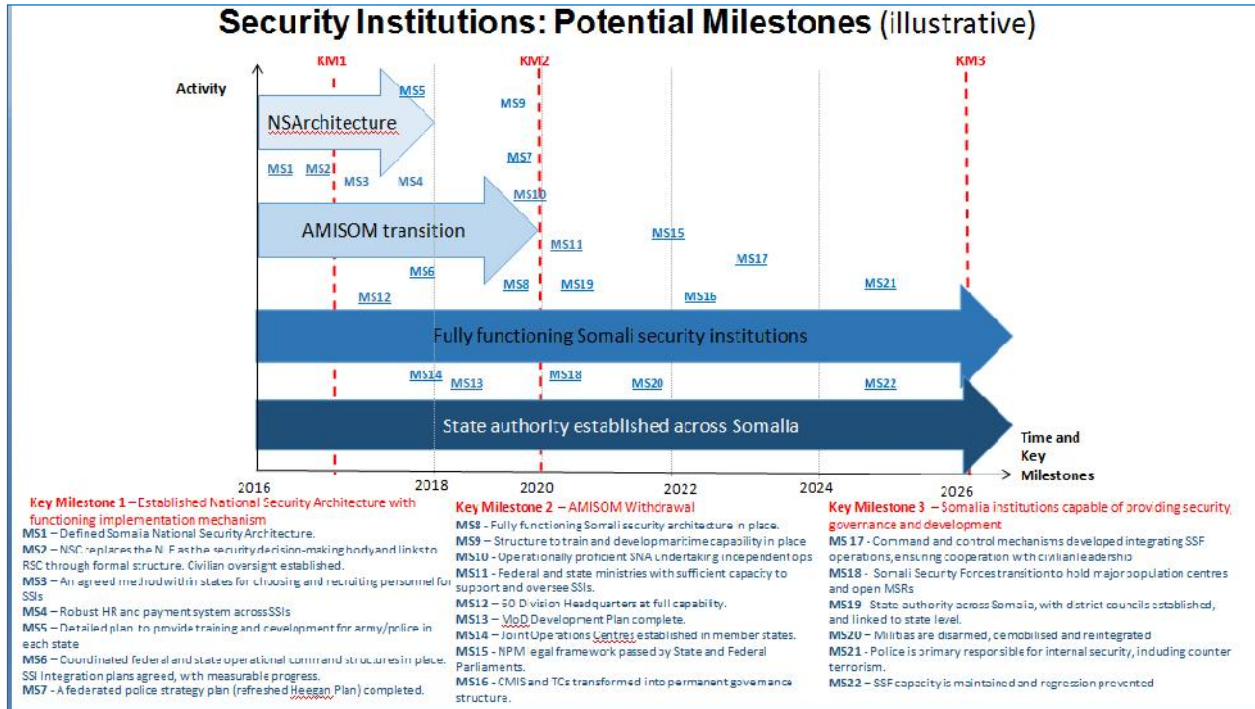 Security Institutions: Potential Milestones (illustrative)
KM1
KM2
KM3
Activity
MS5
MS9
NSArchitecture
MS7
MS1
MS2
MS3
MS4
MS10
AMISOM transition
MS15
MS11
MS17
MS6
MS8
MS19
MS21
MS12
MS16
Fully functioning Somali security institutions
MS14
MS13
MS18
MS20
MS22
State authority established across Somalia
Time and
Key
Milestones
2016
2018
2020
2022
2024
2026
Key Milestone 1 – Established National Security Architecture with
functioning implementation mechanism
MS1 – Defined Somalia National Security Architecture.
MS2 – NSC replaces the NLF as the security decision-making body and links to
RSC through formal structure. Civilian oversight established.
MS3 – An agreed method within states for choosing and recruiting personnel for
SSIs
MS4 – Robust HR and payment system across SSIs
MS5 – Detailed plan to provide training and development for army/police in
each state
MS6 – Coordinated federal and state operational command structures in place.
SSI Integration plans agreed, with measurable progress.
MS7 – A federated police strategy plan (refreshed Heegan Plan) completed.
Key Milestone 2 – AMISOM Withdrawal
MS8 - Fully functioning Somali security architecture in place.
MS9 – Structure to train and develop maritime capability in place
MS10 – Operationally proficient SNA undertaking independent ops
MS11 – Federal and state ministries with sufficient capacity to
support and oversee SSIs.
MS12 – 60 Division Headquarters at full capability.
MS13 – MoD Development Plan complete.
MS14 – Joint Operations Centres established in member states.
MS15 – NPM legal framework passed by State and Federal
Parliaments.
MS16 – CMIS and TCs transformed into permanent governance
structure.
Key Milestone 3 – Somalia institutions capable of providing security,
governance and development
MS 17 - Command and control mechanisms developed integrating SSF
operations, ensuring cooperation with civilian leadership
MS18 - Somali Security Forces transition to hold major population centres
and open MSRs
MS19 State authority across Somalia, with district councils established,
and linked to state level.
MS20 – Militias are disarmed, demobilised and reintegrated
MS21 – Police is primary responsible for internal security, including counter
terrorism.
MS22 – SSF capacity is maintained and regression prevented